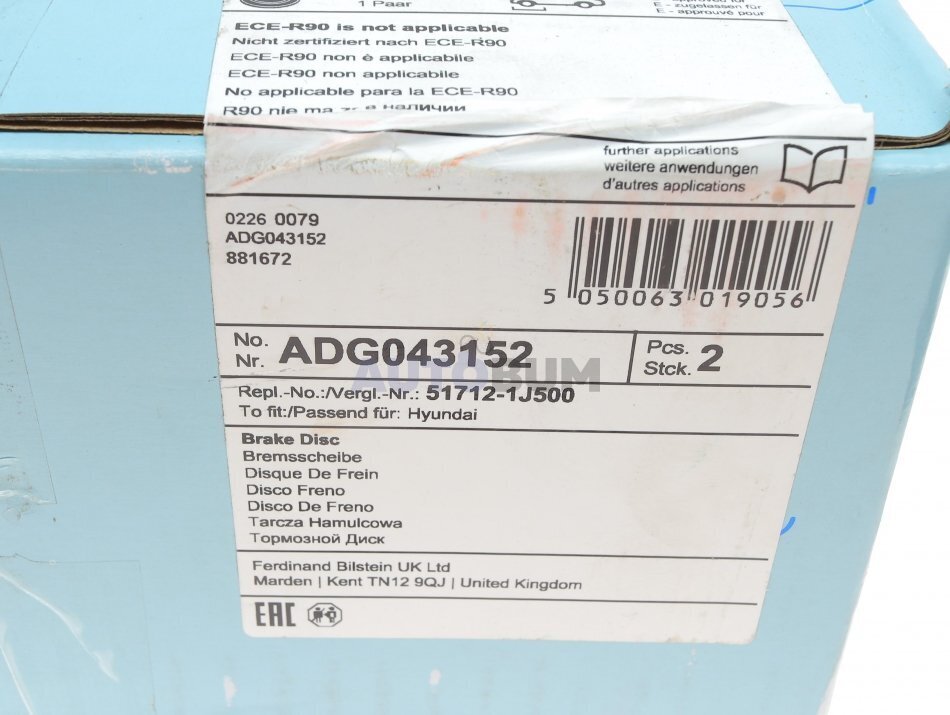 1 Paar
E - zugelassen für
E - approuvé pour
ECE-R90 is not applicable
Nicht zertifiziert nach ECE-R90
ECE-R90 non è applicabile
ECE-R90 non applicabile
No applicable para la ECE-R90
R90 nie ma
наличии
further applications
weitere anwendungen
d'autres applications
0226 0079
ADG043152
881672
5 050063 019056
No.
Nr. ADG043152
Pcs.
Stck. 2
AUTOBUM
Repl.-No.:/Vergl.-Nr.: 51712-1J500
To fit:/Passend für: Hyundai
Brake Disc
Bremsscheibe
Disque De Frein
Disco Freno
Disco De Freno
Tarcza Hamulcowa
Тормозной Диск
Ferdinand Bilstein UK Ltd
Marden | Kent TN12 9QJ | United Kingdom
EAC